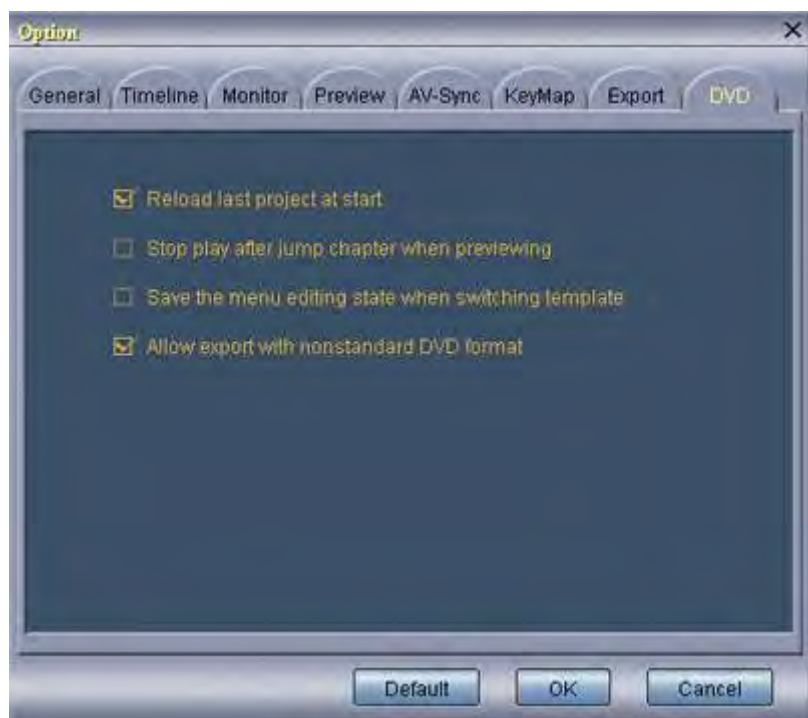 Option
General Timeline Monitor Preview AV-Sync KeyMap Export DVD
Reload last project at start
Stop play after jump chapter when previewing
Save the menu editing state when switching template
Allow export with nonstandard DVD format
Default OK Cancel